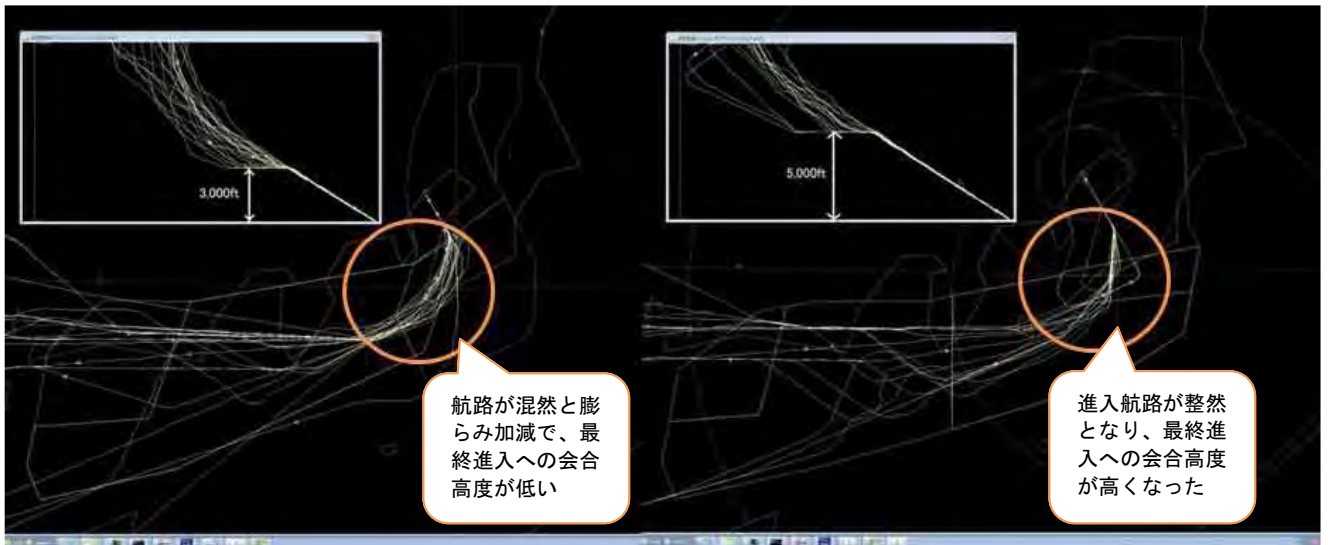 3,000ft
航路が混然と膨
らみ加減で、最
終進入への会合
高度が低い
5,000ft
進入航路が整然
となり、最終進
入への会合高度
が高くなった